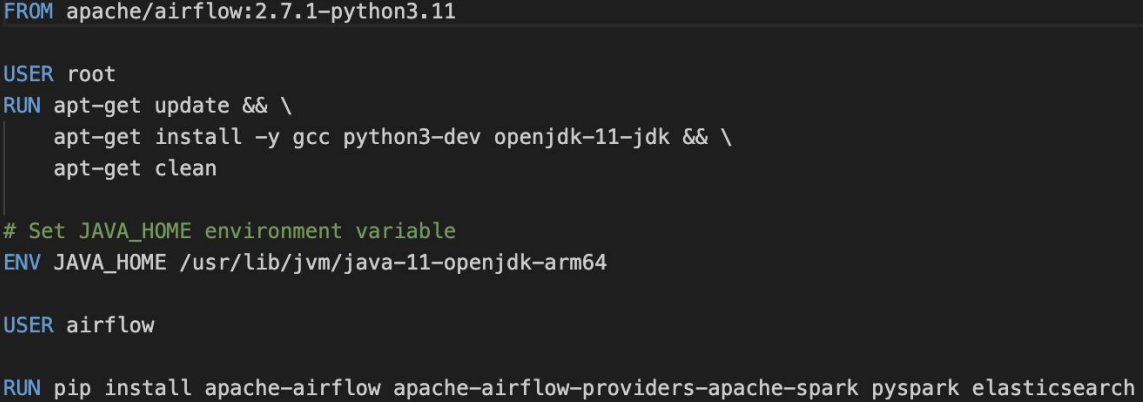 FROM apache/airflow:2.7.1-python3.11
USER root
RUN apt-get update && \
    apt-get install -y gcc python3-dev openjdk-11-jdk && \
    apt-get clean
# Set JAVA_HOME environment variable
ENV JAVA_HOME /usr/lib/jvm/java-11-openjdk-arm64
USER airflow
RUN pip install apache-airflow apache-airflow-providers-apache-spark pyspark elasticsearch